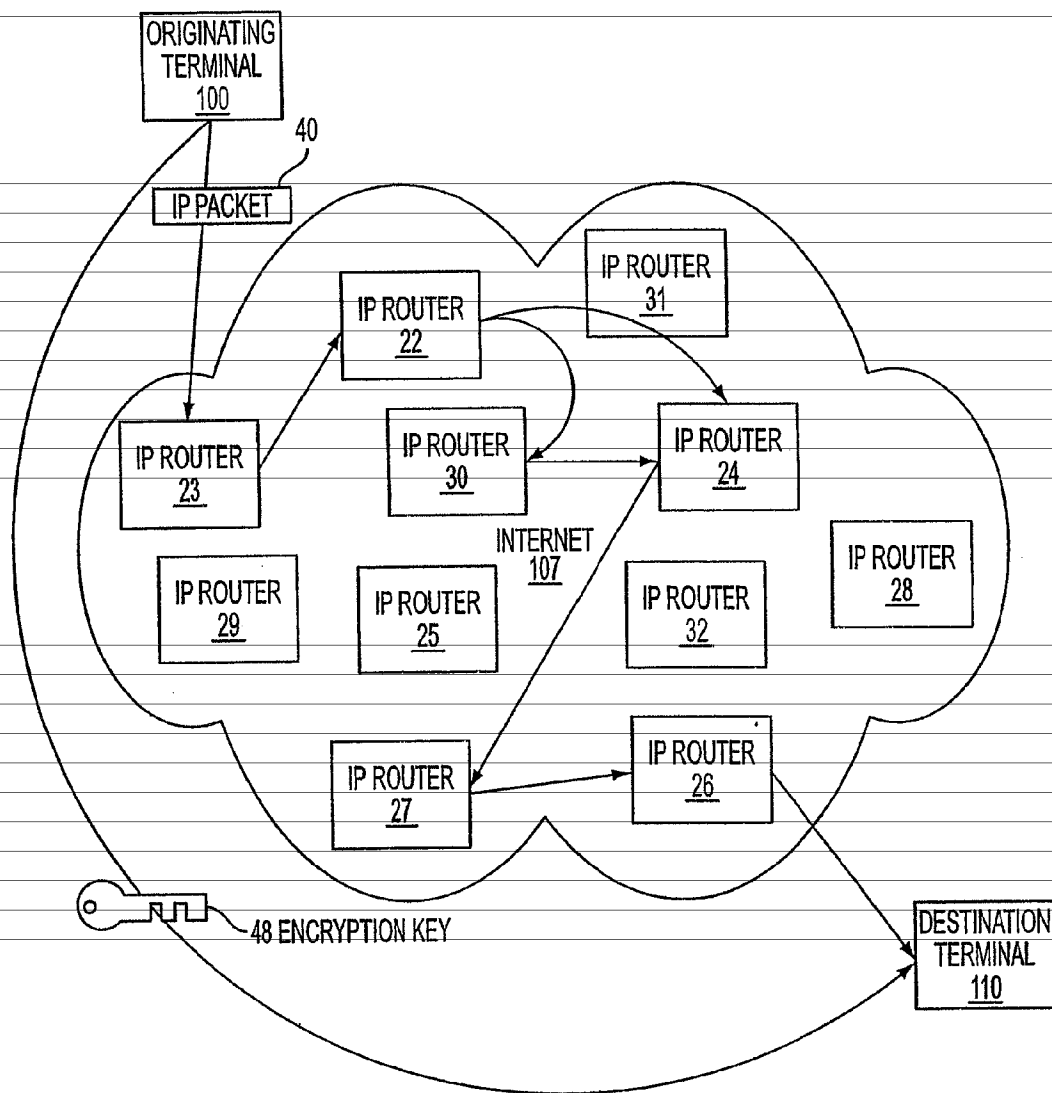 ORIGINATING
TERMINAL
100
40
IP PACKET
IP ROUTER
31
IP ROUTER
22
IP ROUTER
23
IP ROUTER
30
IP ROUTER
24
INTERNET
107
IP ROUTER
29
IP ROUTER
25
IP ROUTER
32
IP ROUTER
28
IP ROUTER
27
IP ROUTER
26
48 ENCRYPTION KEY
DESTINATION
TERMINAL
110